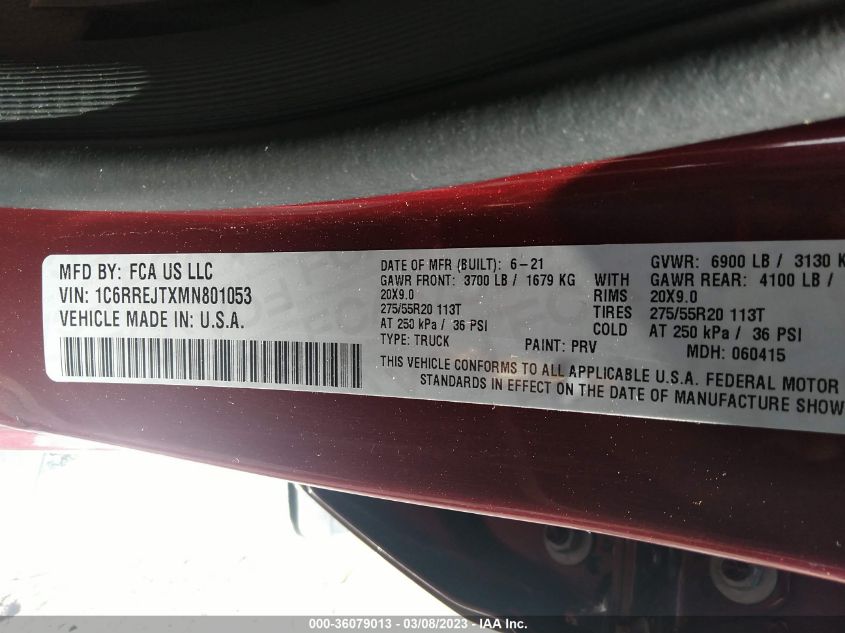 MFD BY: FCA US LLC
VIN: 1C6RREJTXMN801053
VEHICLE MADE IN: U.S.A.
DATE OF MFR (BUILT): 6-21 GVWR: 6900 LB / 3130 K
GAWR FRONT: 3700 LB / 1679 KG WITH GAWR REAR: 4100 LB /
20X9.0 RIMS 20X9.0
275/55R20 113T TIRES 275/55R20 113T
AT 250 kPa / 36 PSI COLD AT 250 kPa / 36 PSI
TYPE: TRUCK PAINT: PRV MDH: 060415
THIS VEHICLE CONFORMS TO ALL APPLICABLE U.S.A. FEDERAL MOTOR
STANDARDS IN EFFECT ON THE DATE OF MANUFACTURE SHOW
000-36079013 - 03/08/2023 - IAA Inc.